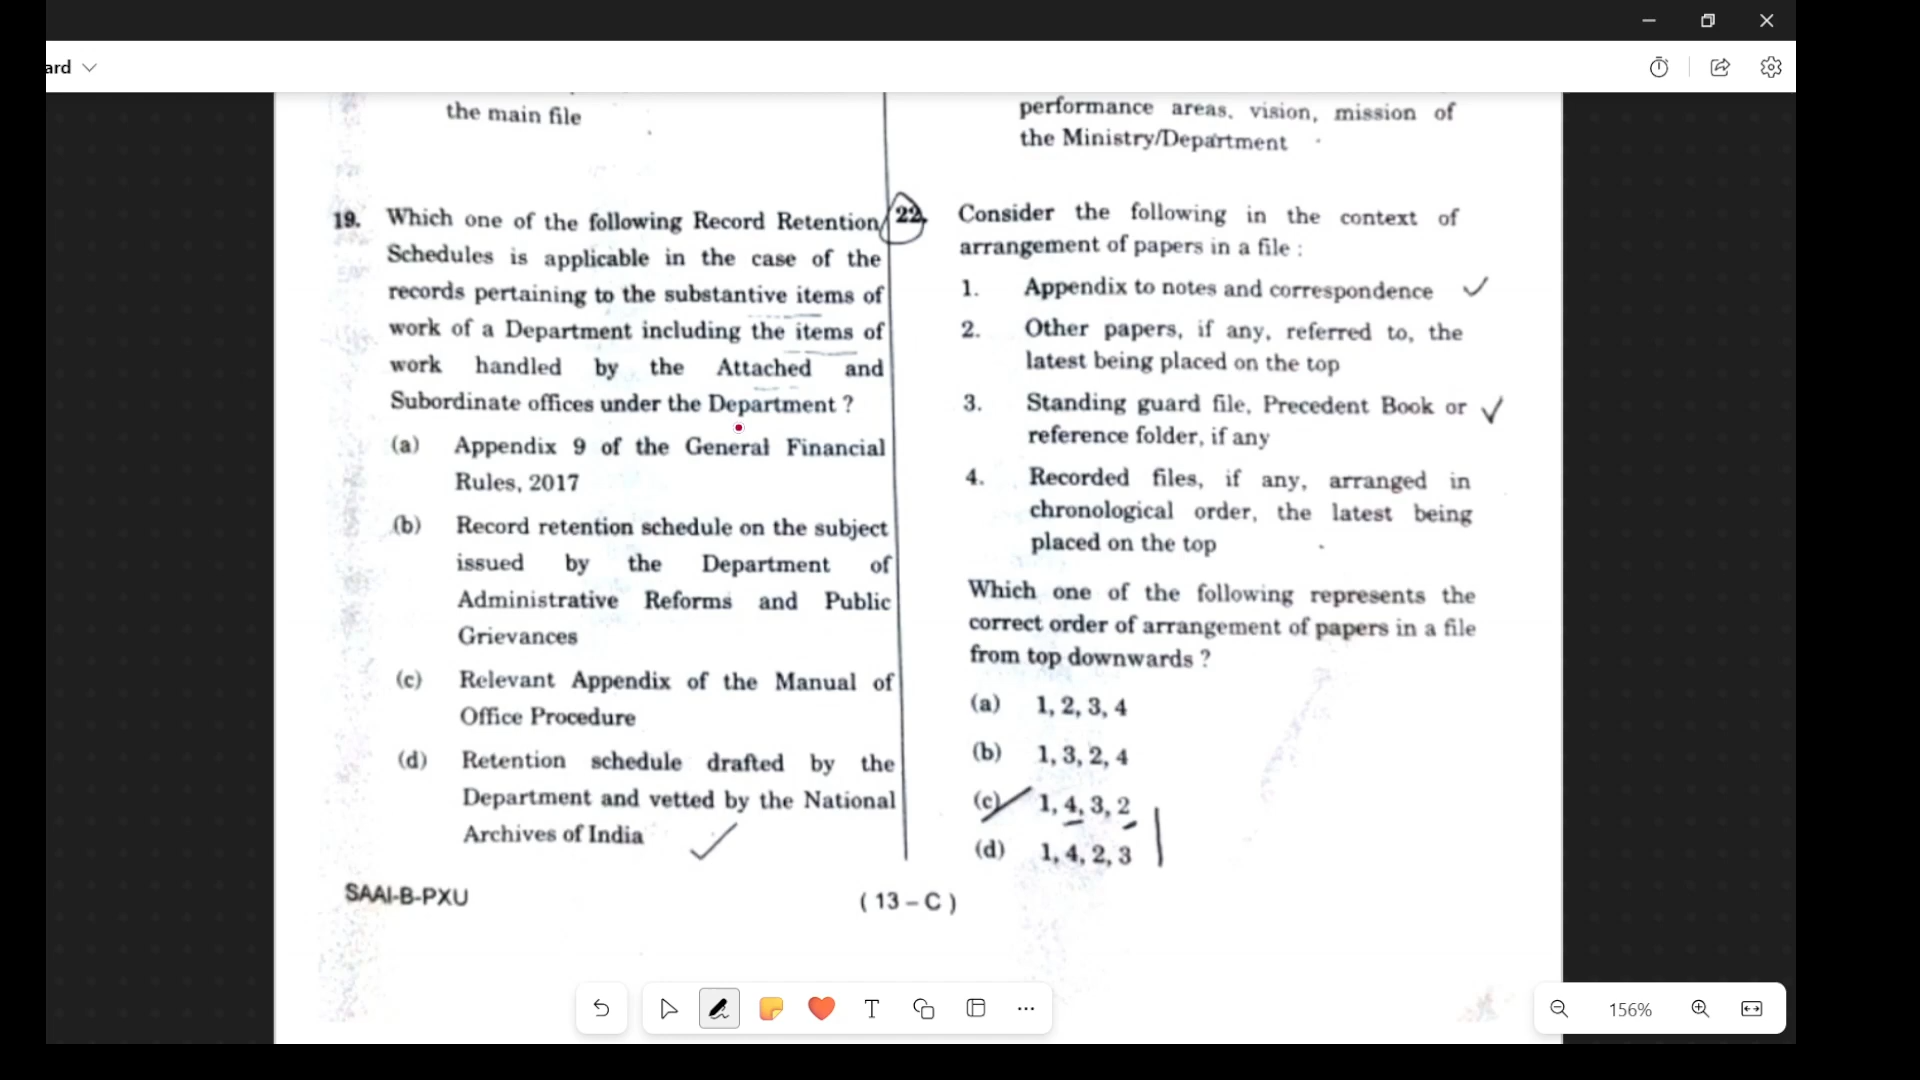 ard
the main file
19. Which one of the following Record Retention
Schedules is applicable in the case of the
records pertaining to the substantive items of
work of a Department including the items of
work handled by the Attached and
Subordinate offices under the Department ?
(a) Appendix 9 of the General Financial
Rules, 2017
(b) Record retention schedule on the subject
issued by the Department of
Administrative Reforms and Public
Grievances
(c) Relevant Appendix of the Manual of
Office Procedure
(d) Retention schedule drafted by the
Department and vetted by the National
Archives of India
performance areas, vision, mission of
the Ministry/Department
22. Consider the following in the context of
arrangement of papers in a file :
1. Appendix to notes and correspondence
2. Other papers, if any, referred to, the
latest being placed on the top
3. Standing guard file, Precedent Book or
reference folder, if any
4. Recorded files, if any, arranged in
chronological order, the latest being
placed on the top
Which one of the following represents the
correct order of arrangement of papers in a file
from top downwards ?
(a) 1, 2, 3, 4
(b) 1, 3, 2, 4
(c) 1, 4, 3, 2
(d) 1, 4, 2, 3
SAAI-B-PXU
( 13 – C )
T
156%